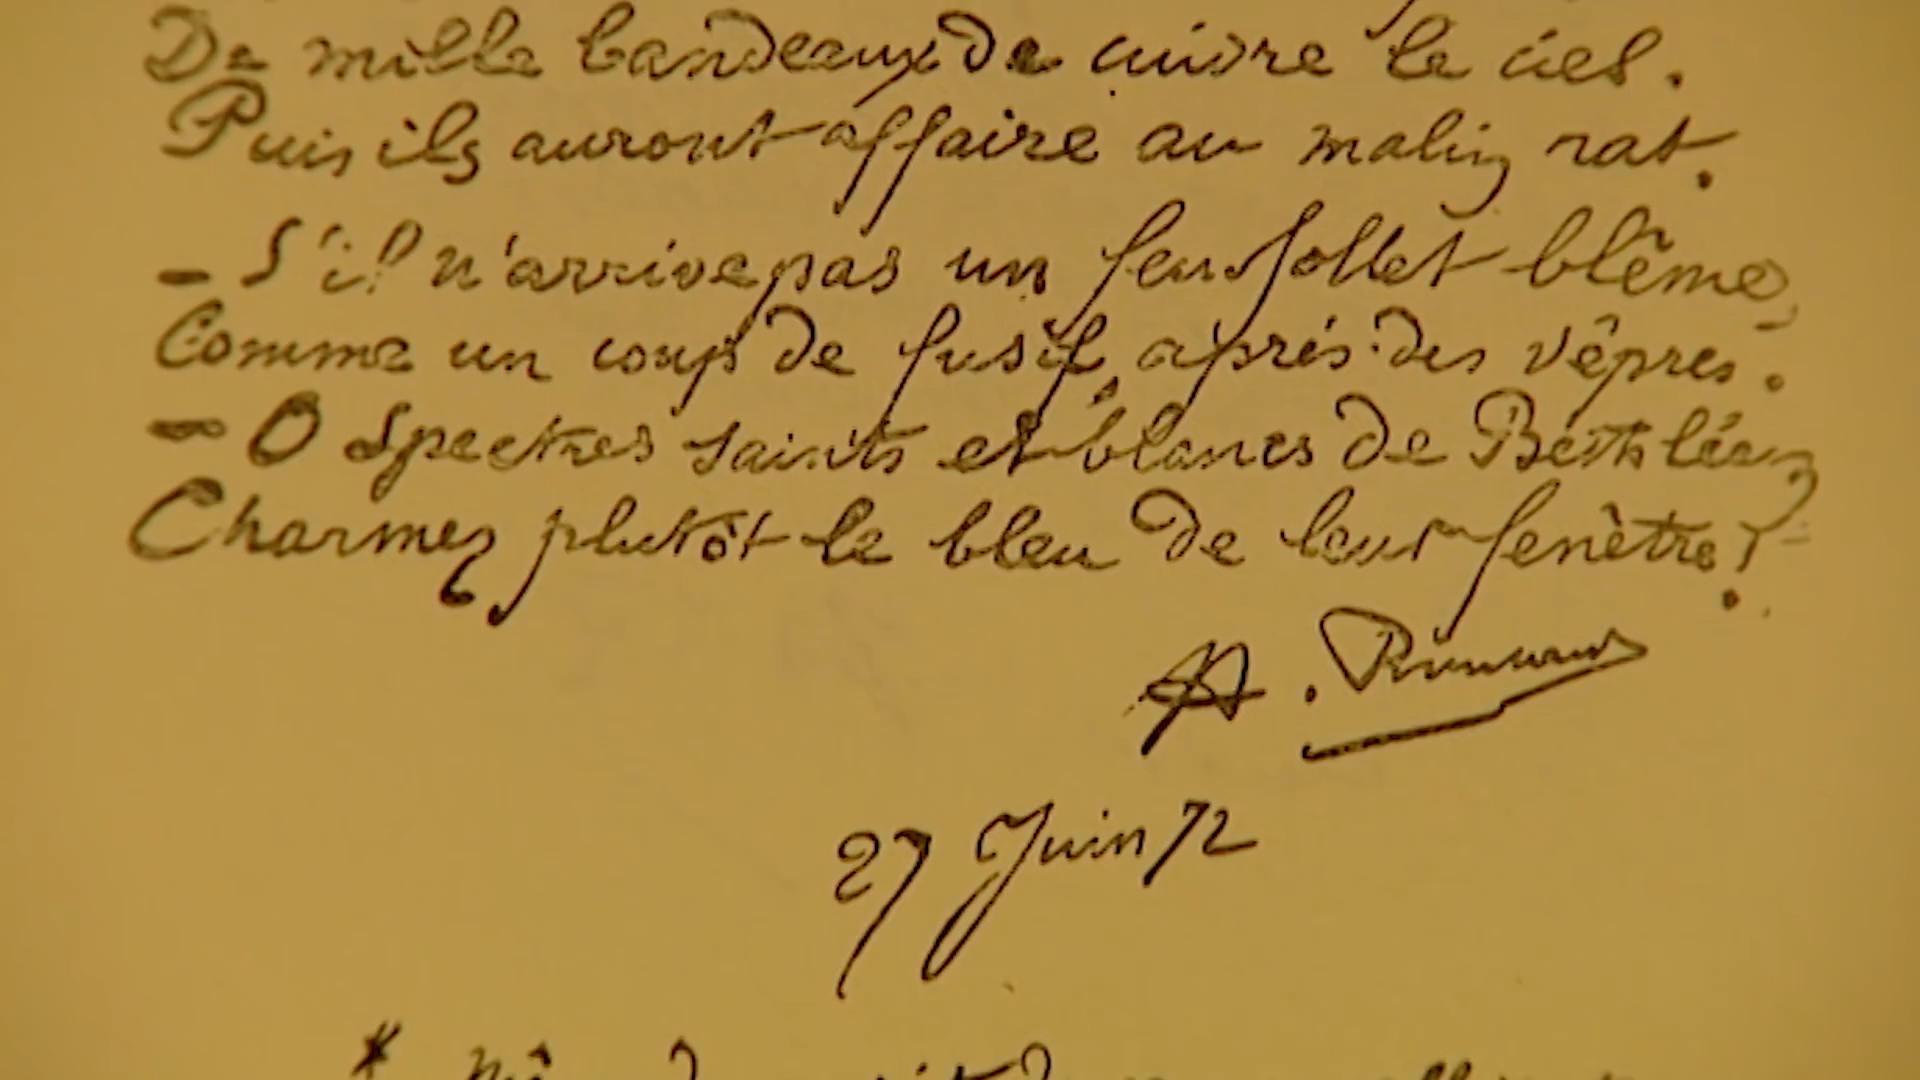 De mille bandeaux de cuivre le ciel.
Puis ils auront affaire au malin rat.
– S'il n'arrive pas un feu follet blême,
Comme un coup de fusil, après des vêpres.
– O Spectres saints et blancs de Bethléem,
Charmez plutôt le bleu de leur fenêtre !
A. Rimbaud
27 Juin 72